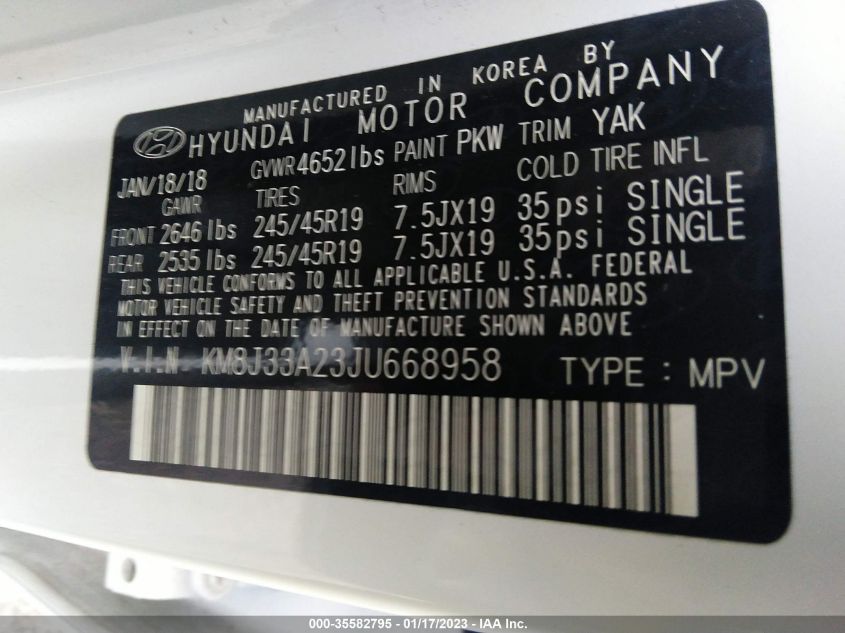 MANUFACTURED IN KOREA BY
HYUNDAI MOTOR COMPANY
JAN/18/18 GVWR 4652lbs PAINT PKW TRIM YAK
GAWR TIRES RIMS COLD TIRE INFL
FRONT 2646 lbs 245/45R19 7.5JX19 35psi SINGLE
REAR 2535 lbs 245/45R19 7.5JX19 35psi SINGLE
THIS VEHICLE CONFORMS TO ALL APPLICABLE U.S.A. FEDERAL
MOTOR VEHICLE SAFETY AND THEFT PREVENTION STANDARDS
IN EFFECT ON THE DATE OF MANUFACTURE SHOWN ABOVE
V.I.N KM8J33A23JU668958 TYPE : MPV
000-35582795 - 01/17/2023 - IAA Inc.